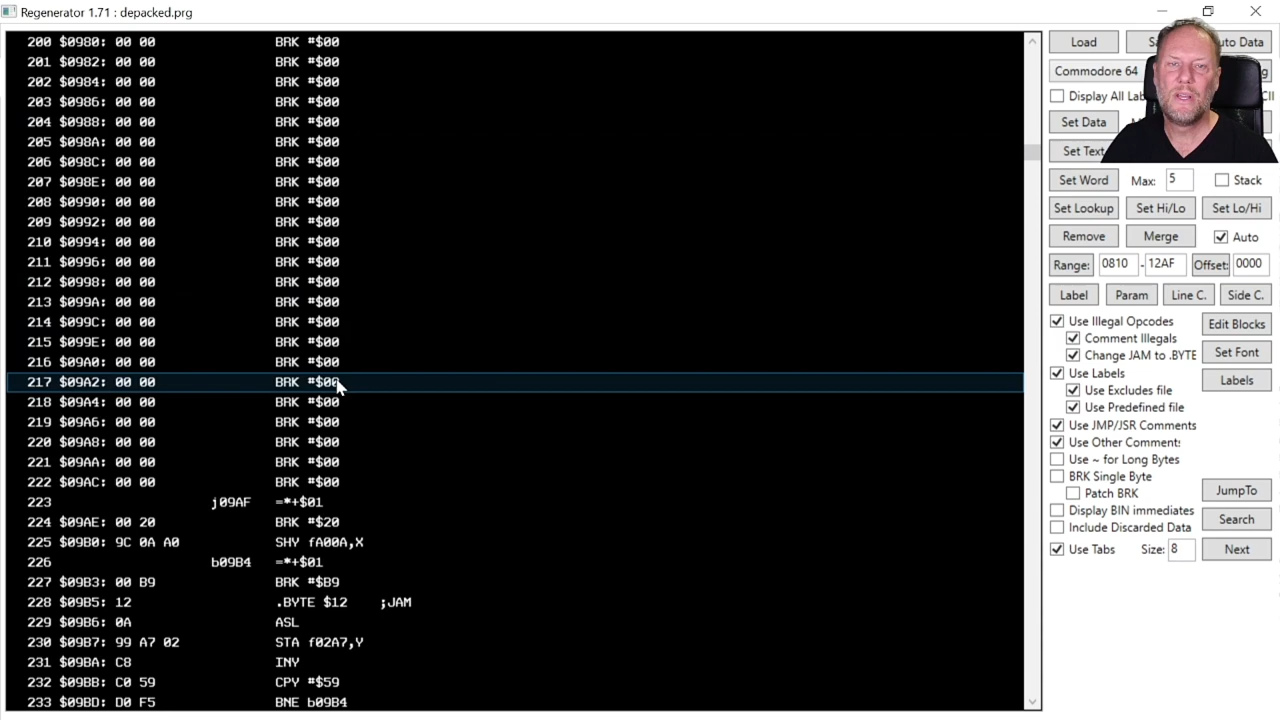 Regenerator 1.71 : depacked.prg
200 $0980: 00 00 BRK #$00
201 $0982: 00 00 BRK #$00
202 $0984: 00 00 BRK #$00
203 $0986: 00 00 BRK #$00
204 $0988: 00 00 BRK #$00
205 $098A: 00 00 BRK #$00
206 $098C: 00 00 BRK #$00
207 $098E: 00 00 BRK #$00
208 $0990: 00 00 BRK #$00
209 $0992: 00 00 BRK #$00
210 $0994: 00 00 BRK #$00
211 $0996: 00 00 BRK #$00
212 $0998: 00 00 BRK #$00
213 $099A: 00 00 BRK #$00
214 $099C: 00 00 BRK #$00
215 $099E: 00 00 BRK #$00
216 $09A0: 00 00 BRK #$00
217 $09A2: 00 00 BRK #$00
218 $09A4: 00 00 BRK #$00
219 $09A6: 00 00 BRK #$00
220 $09A8: 00 00 BRK #$00
221 $09AA: 00 00 BRK #$00
222 $09AC: 00 00 BRK #$00
223 j09AF =*+$01
224 $09AE: 00 20 BRK #$20
225 $09B0: 9C 0A A0 SHY fA00A,X
226 b09B4 =*+$01
227 $09B3: 00 B9 BRK #$B9
228 $09B5: 12 .BYTE $12 ;JAM
229 $09B6: 0A ASL
230 $09B7: 99 A7 02 STA f02A7,Y
231 $09BA: C8 INY
232 $09BB: C0 59 CPY #$59
233 $09BD: D0 F5 BNE b09B4
Load Data
Commodore 64
Display All
Set Data
Set Text
Set Word Max: 5 Stack
Set Lookup Set Hi/Lo Set Lo/Hi
Remove Merge Auto
Range: 0810 - 12AF Offset: 0000
Label Param Line C. Side C.
Use Illegal Opcodes Edit Blocks
Comment Illegals
Change JAM to .BYTE Set Font
Use Labels Labels
Use Excludes file
Use Predefined file
Use JMP/JSR Comments
Use Other Comments
Use ~ for Long Bytes
BRK Single Byte
Patch BRK JumpTo
Display BIN immediates
Include Discarded Data Search
Use Tabs Size: 8 Next